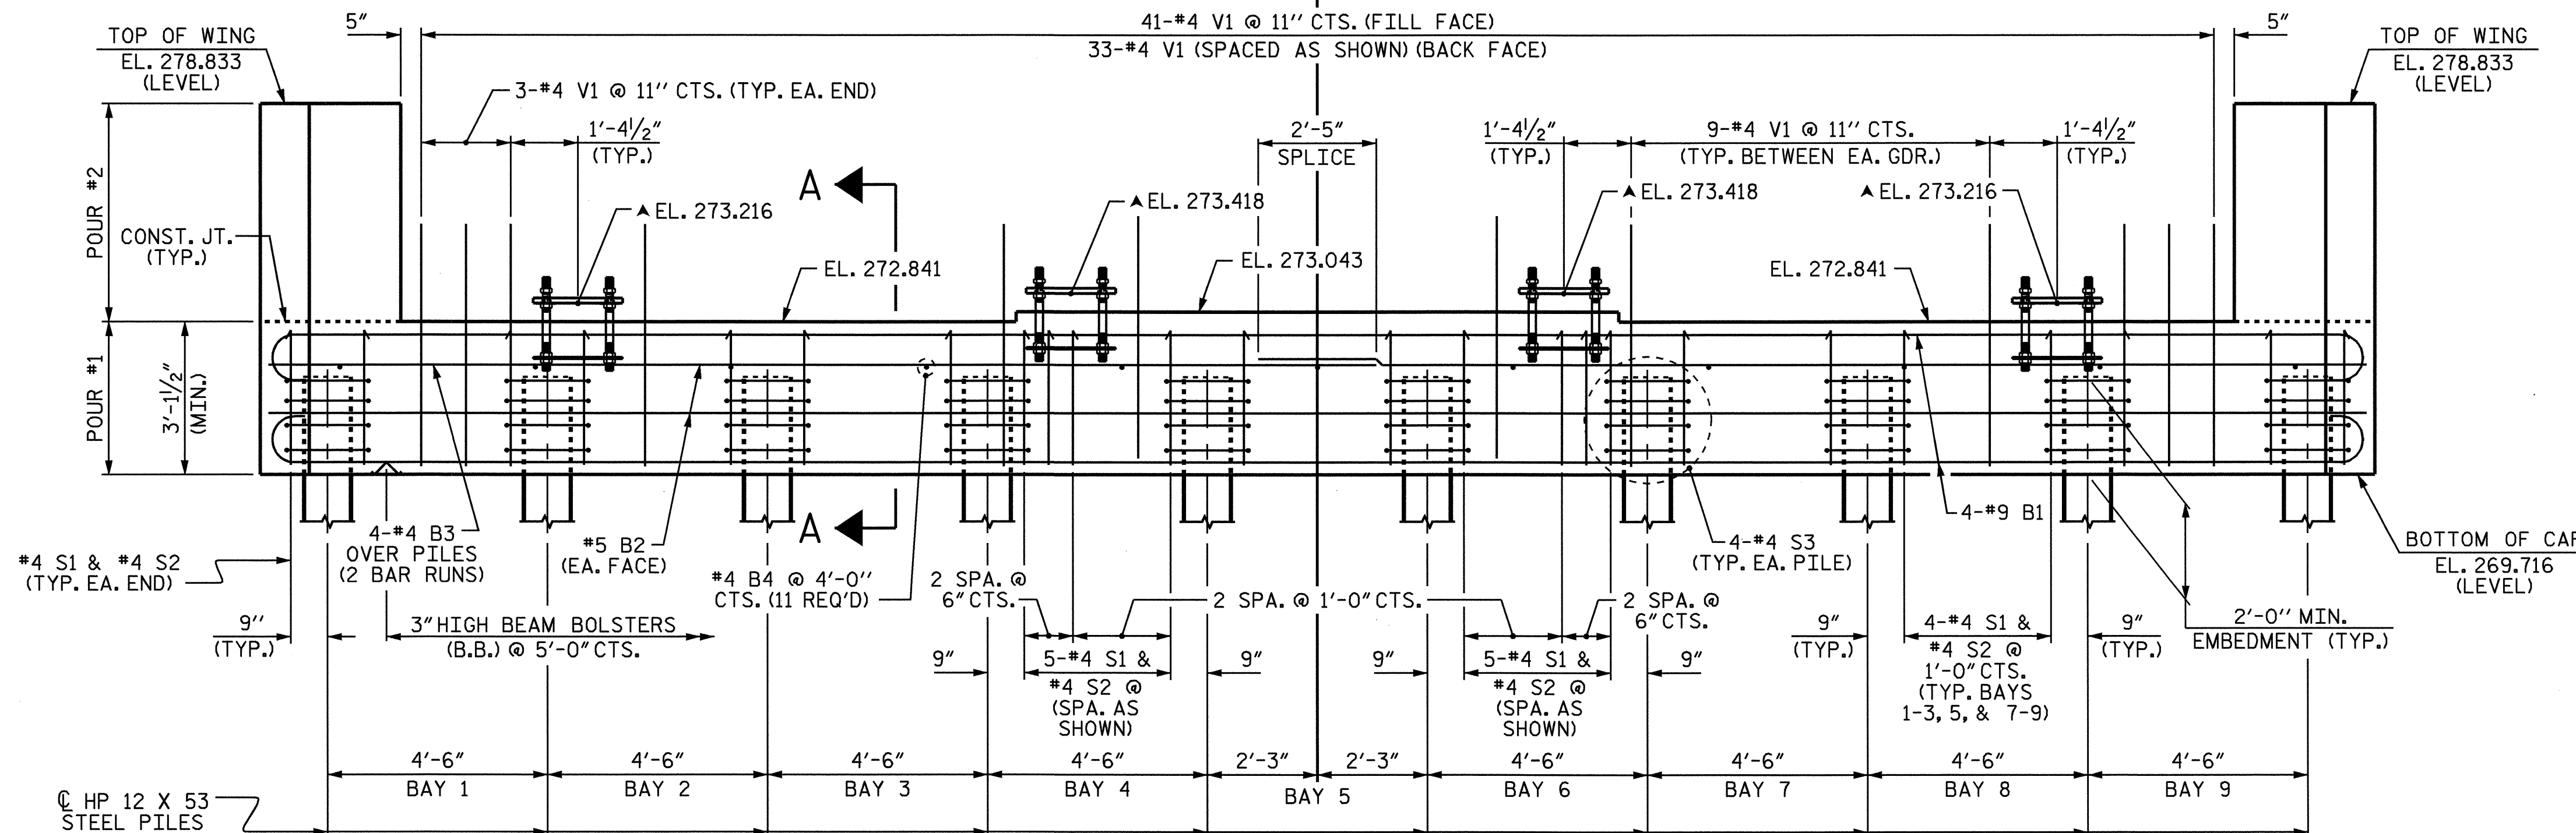 5"
41-#4 V1 @ 11" CTS. (FILL FACE)
33-#4 V1 (SPACED AS SHOWN) (BACK FACE)
5"
TOP OF WING
EL. 278.833
(LEVEL)
TOP OF WING
EL. 278.833
(LEVEL)
3-#4 V1 @ 11" CTS. (TYP. EA. END)
1'-4 1/2"
(TYP.)
2'-5"
SPLICE
1'-4 1/2"
(TYP.)
9-#4 V1 @ 11" CTS.
(TYP. BETWEEN EA. GDR.)
1'-4 1/2"
(TYP.)
POUR #2
A
EL. 273.216
EL. 273.418
EL. 273.418
EL. 273.216
CONST. JT.
(TYP.)
EL. 272.841
EL. 273.043
EL. 272.841
POUR #1
3'-1 1/2"
(MIN.)
A
4-#4 B3
OVER PILES
(2 BAR RUNS)
#5 B2
(EA. FACE)
4-#9 B1
4-#4 S3
(TYP. EA. PILE)
BOTTOM OF CAP
EL. 269.716
(LEVEL)
#4 S1 & #4 S2
(TYP. EA. END)
#4 B4 @ 4'-0"
CTS. (11 REQ'D)
2 SPA. @
6" CTS.
2 SPA. @ 1'-0" CTS.
2 SPA. @
6" CTS.
9"
(TYP.)
3" HIGH BEAM BOLSTERS
(B.B.) @ 5'-0" CTS.
9"
(TYP.)
4-#4 S1 &
#4 S2 @
1'-0" CTS.
(TYP. BAYS
1-3, 5, & 7-9)
9"
(TYP.)
2'-0" MIN.
EMBEDMENT (TYP.)
9"
5-#4 S1 &
#4 S2 @
(SPA. AS
SHOWN)
9"
9"
5-#4 S1 &
#4 S2 @
(SPA. AS
SHOWN)
9"
4'-6"
BAY 1
4'-6"
BAY 2
4'-6"
BAY 3
4'-6"
BAY 4
2'-3"
2'-3"
BAY 5
4'-6"
BAY 6
4'-6"
BAY 7
4'-6"
BAY 8
4'-6"
BAY 9
℄ HP 12 X 53
STEEL PILES